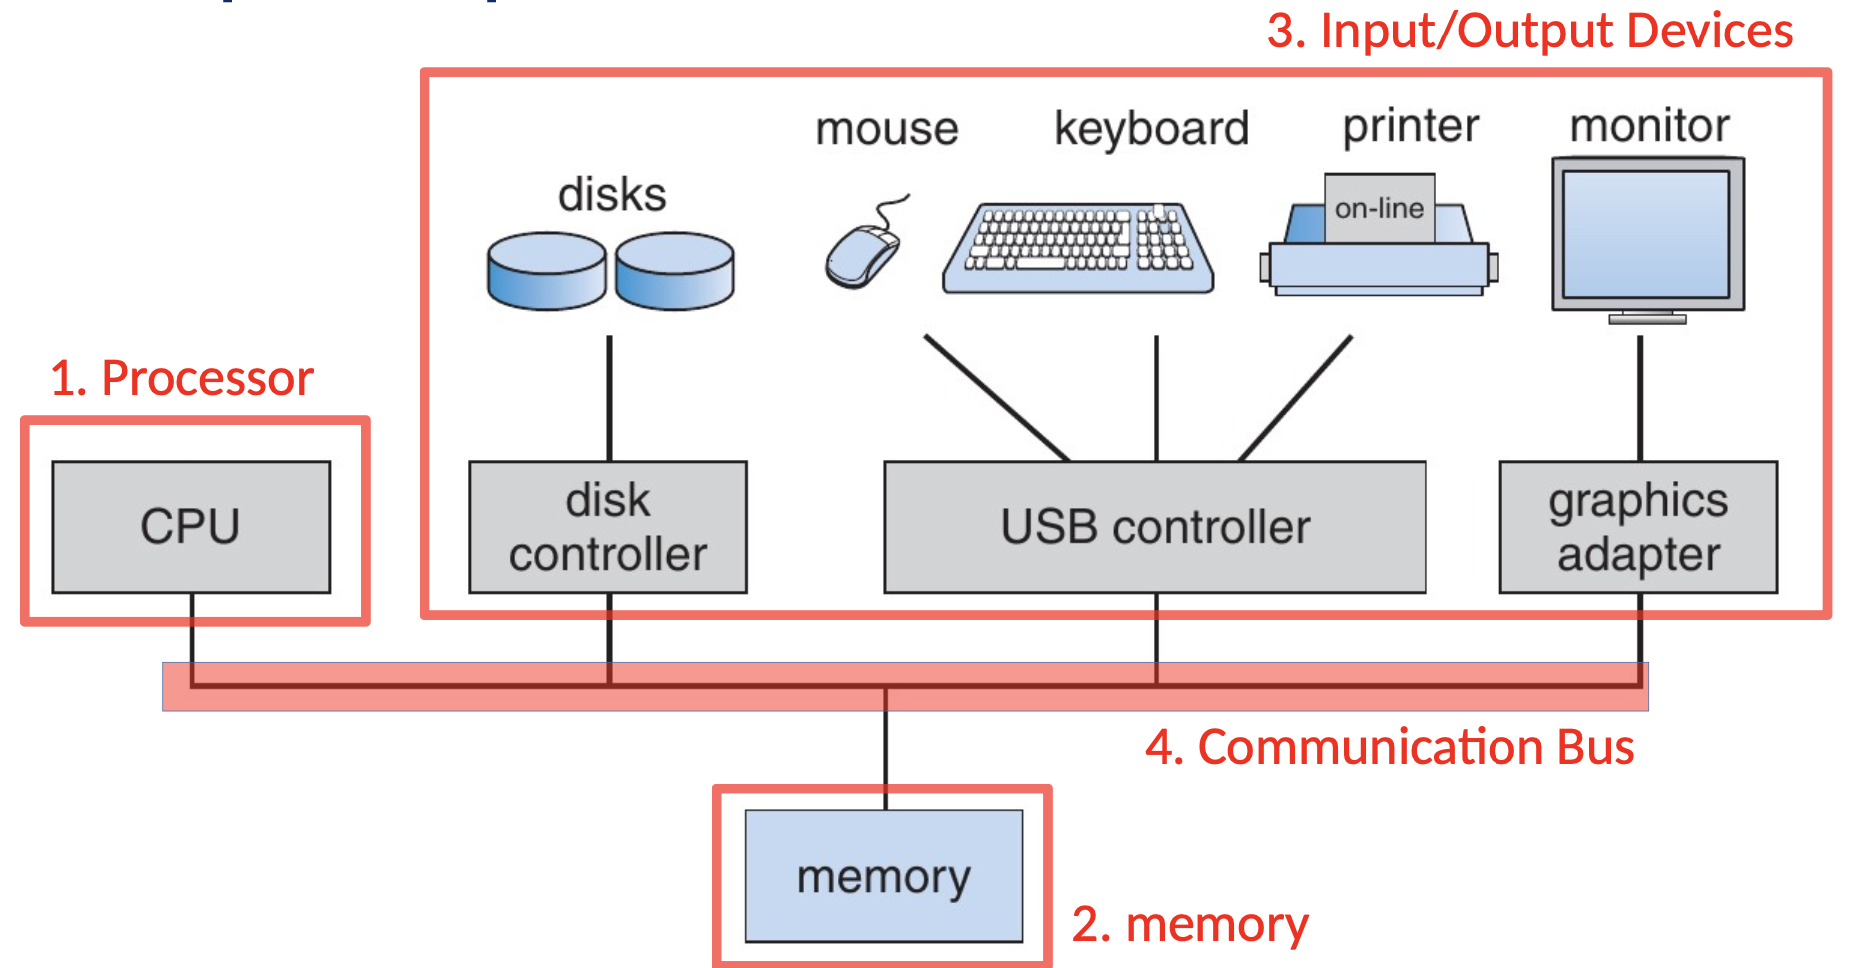 3. Input/Output Devices
mouse
keyboard
printer
monitor
disks
on-line
1. Processor
CPU
disk
controller
USB controller
graphics
adapter
4. Communication Bus
memory
2. memory